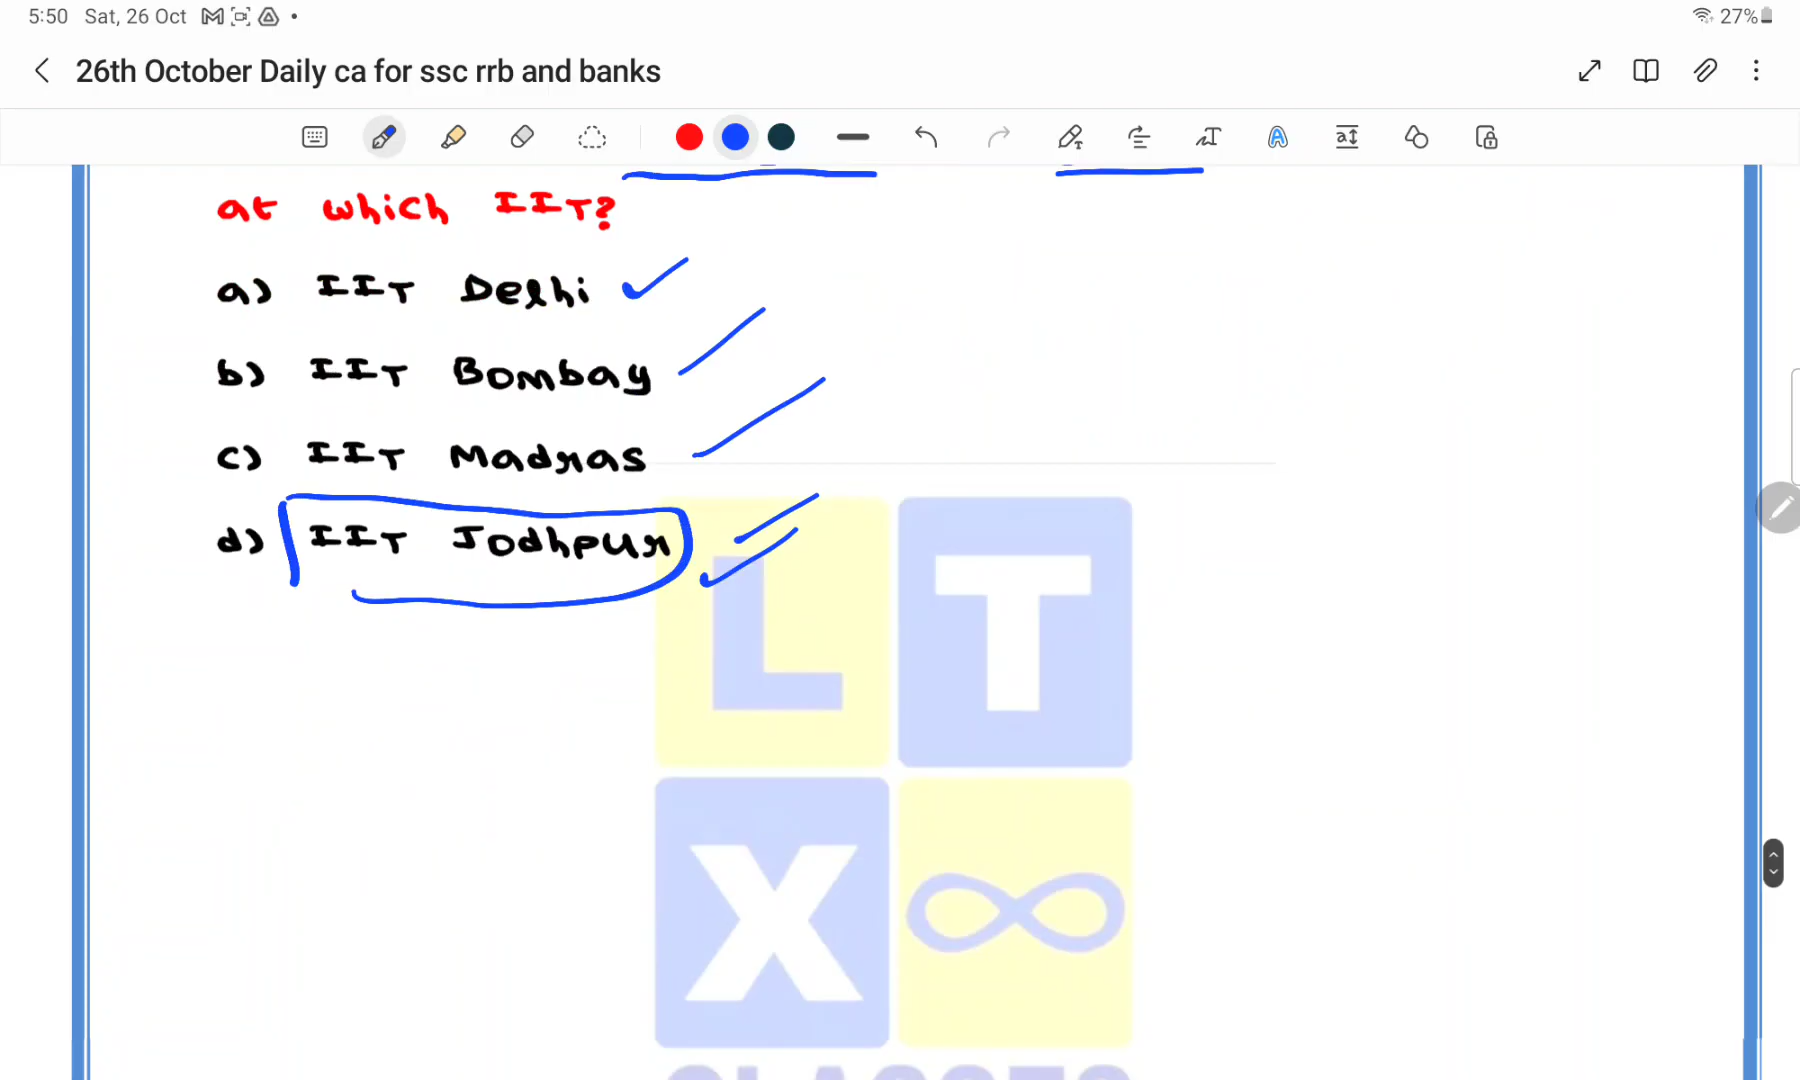 5:50 Sat, 26 Oct 27%
26th October Daily ca for ssc rrb and banks
at which IIT?
a) IIT Delhi
b) IIT Bombay
c) IIT Madras
d) IIT Jodhpur
L T
X ∞
CLASSES